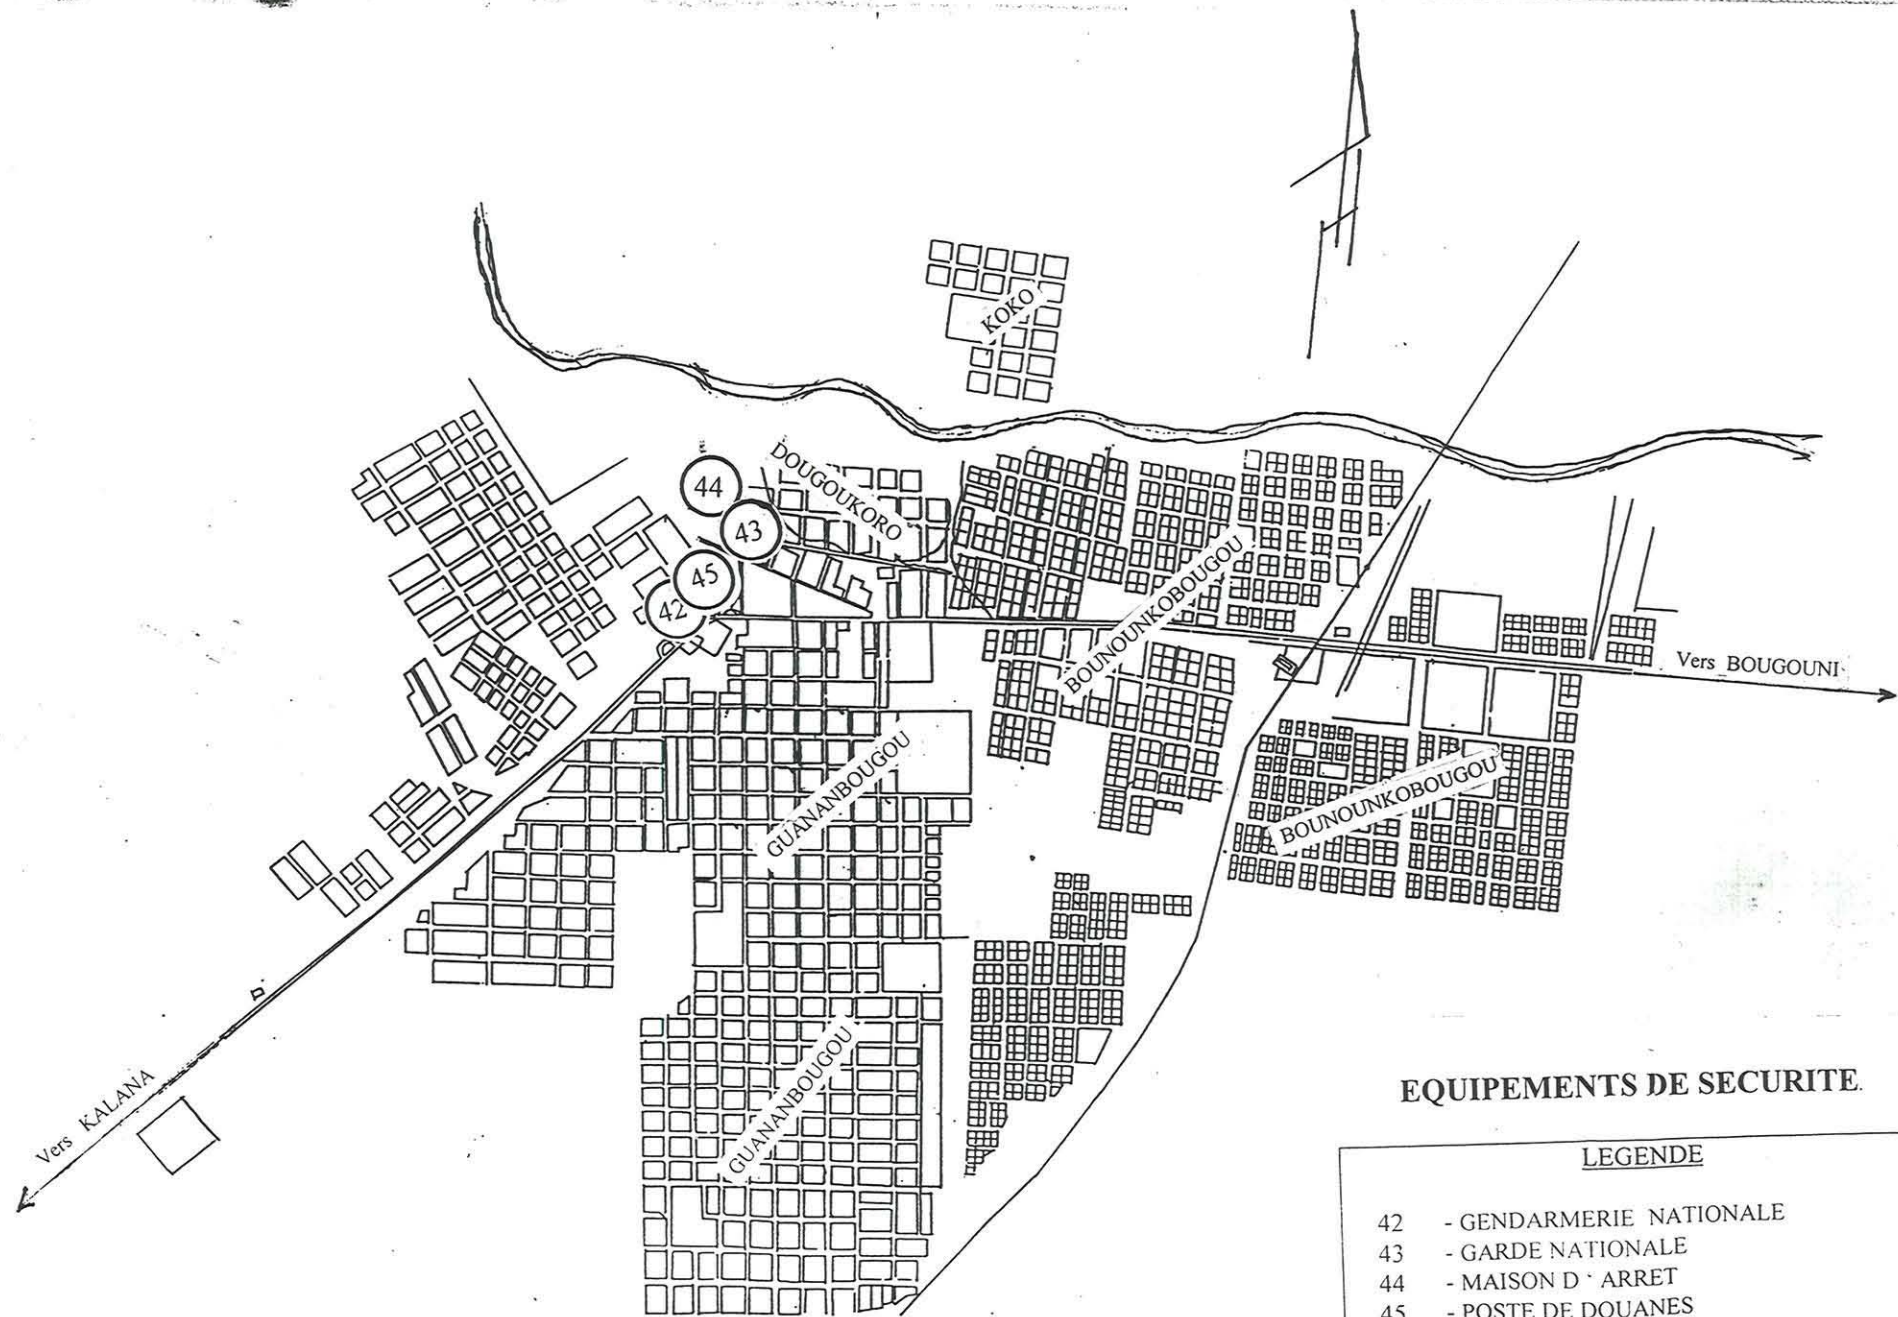 KOKO
DOUGOUKORO
44
43
45
42
BOUNOUNKOBOUGOU
Vers BOUGOUNI
GUANANBOUGOU
BOUNOUNKOBOUGOU
GUANANBOUGOU
Vers KALANA
EQUIPEMENTS DE SECURITE.
LEGENDE
42 - GENDARMERIE NATIONALE
43 - GARDE NATIONALE
44 - MAISON D ' ARRET
45 - POSTE DE DOUANES